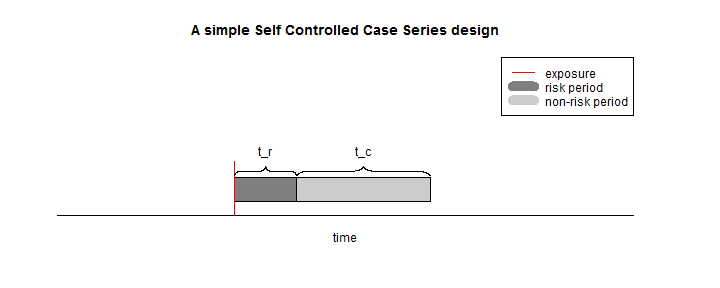 A simple Self Controlled Case Series design
exposure
risk period
non-risk period
t_r
t_c
time